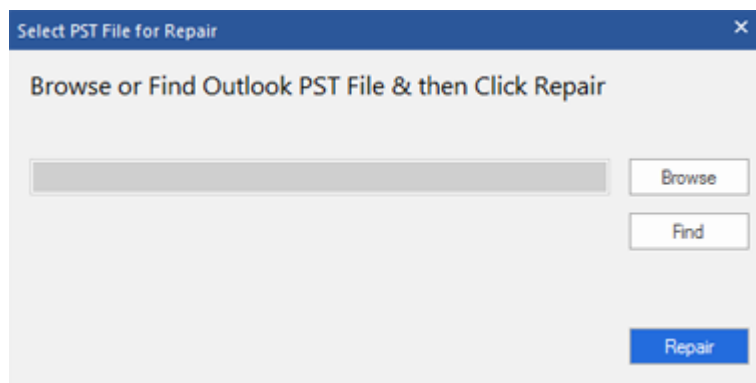 Select PST File for Repair
Browse or Find Outlook PST File & then Click Repair
Browse
Find
Repair